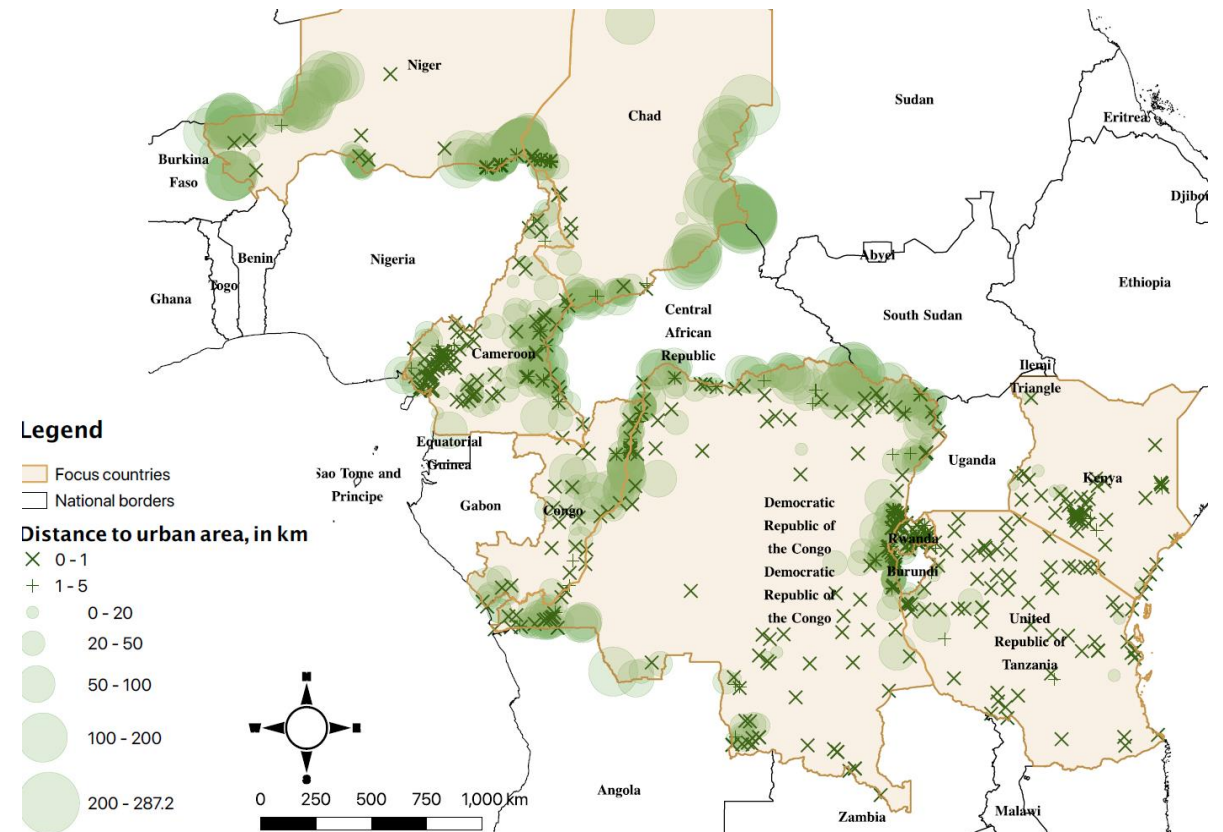 Niger
Chad
Sudan
Eritrea
Burkina
Faso
Djibou
Benin
Nigeria
Togo
Abyei
Ethiopia
Ghana
Central
African
Republic
South Sudan
Cameroon
Ilemi
Triangle
Legend
Equatorial
Guinea
Uganda
Kenya
Focus countries
Sao Tome and
Principe
National borders
Gabon
Congo
Democratic
Republic of
the Congo
Democratic
Republic of
the Congo
Rwanda
Burundi
Distance to urban area, in km
0 - 1
1 - 5
0 - 20
20 - 50
50 - 100
100 - 200
200 - 287.2
United
Republic of
Tanzania
0 250 500 750 1,000 km
Angola
Zambia
Malawi